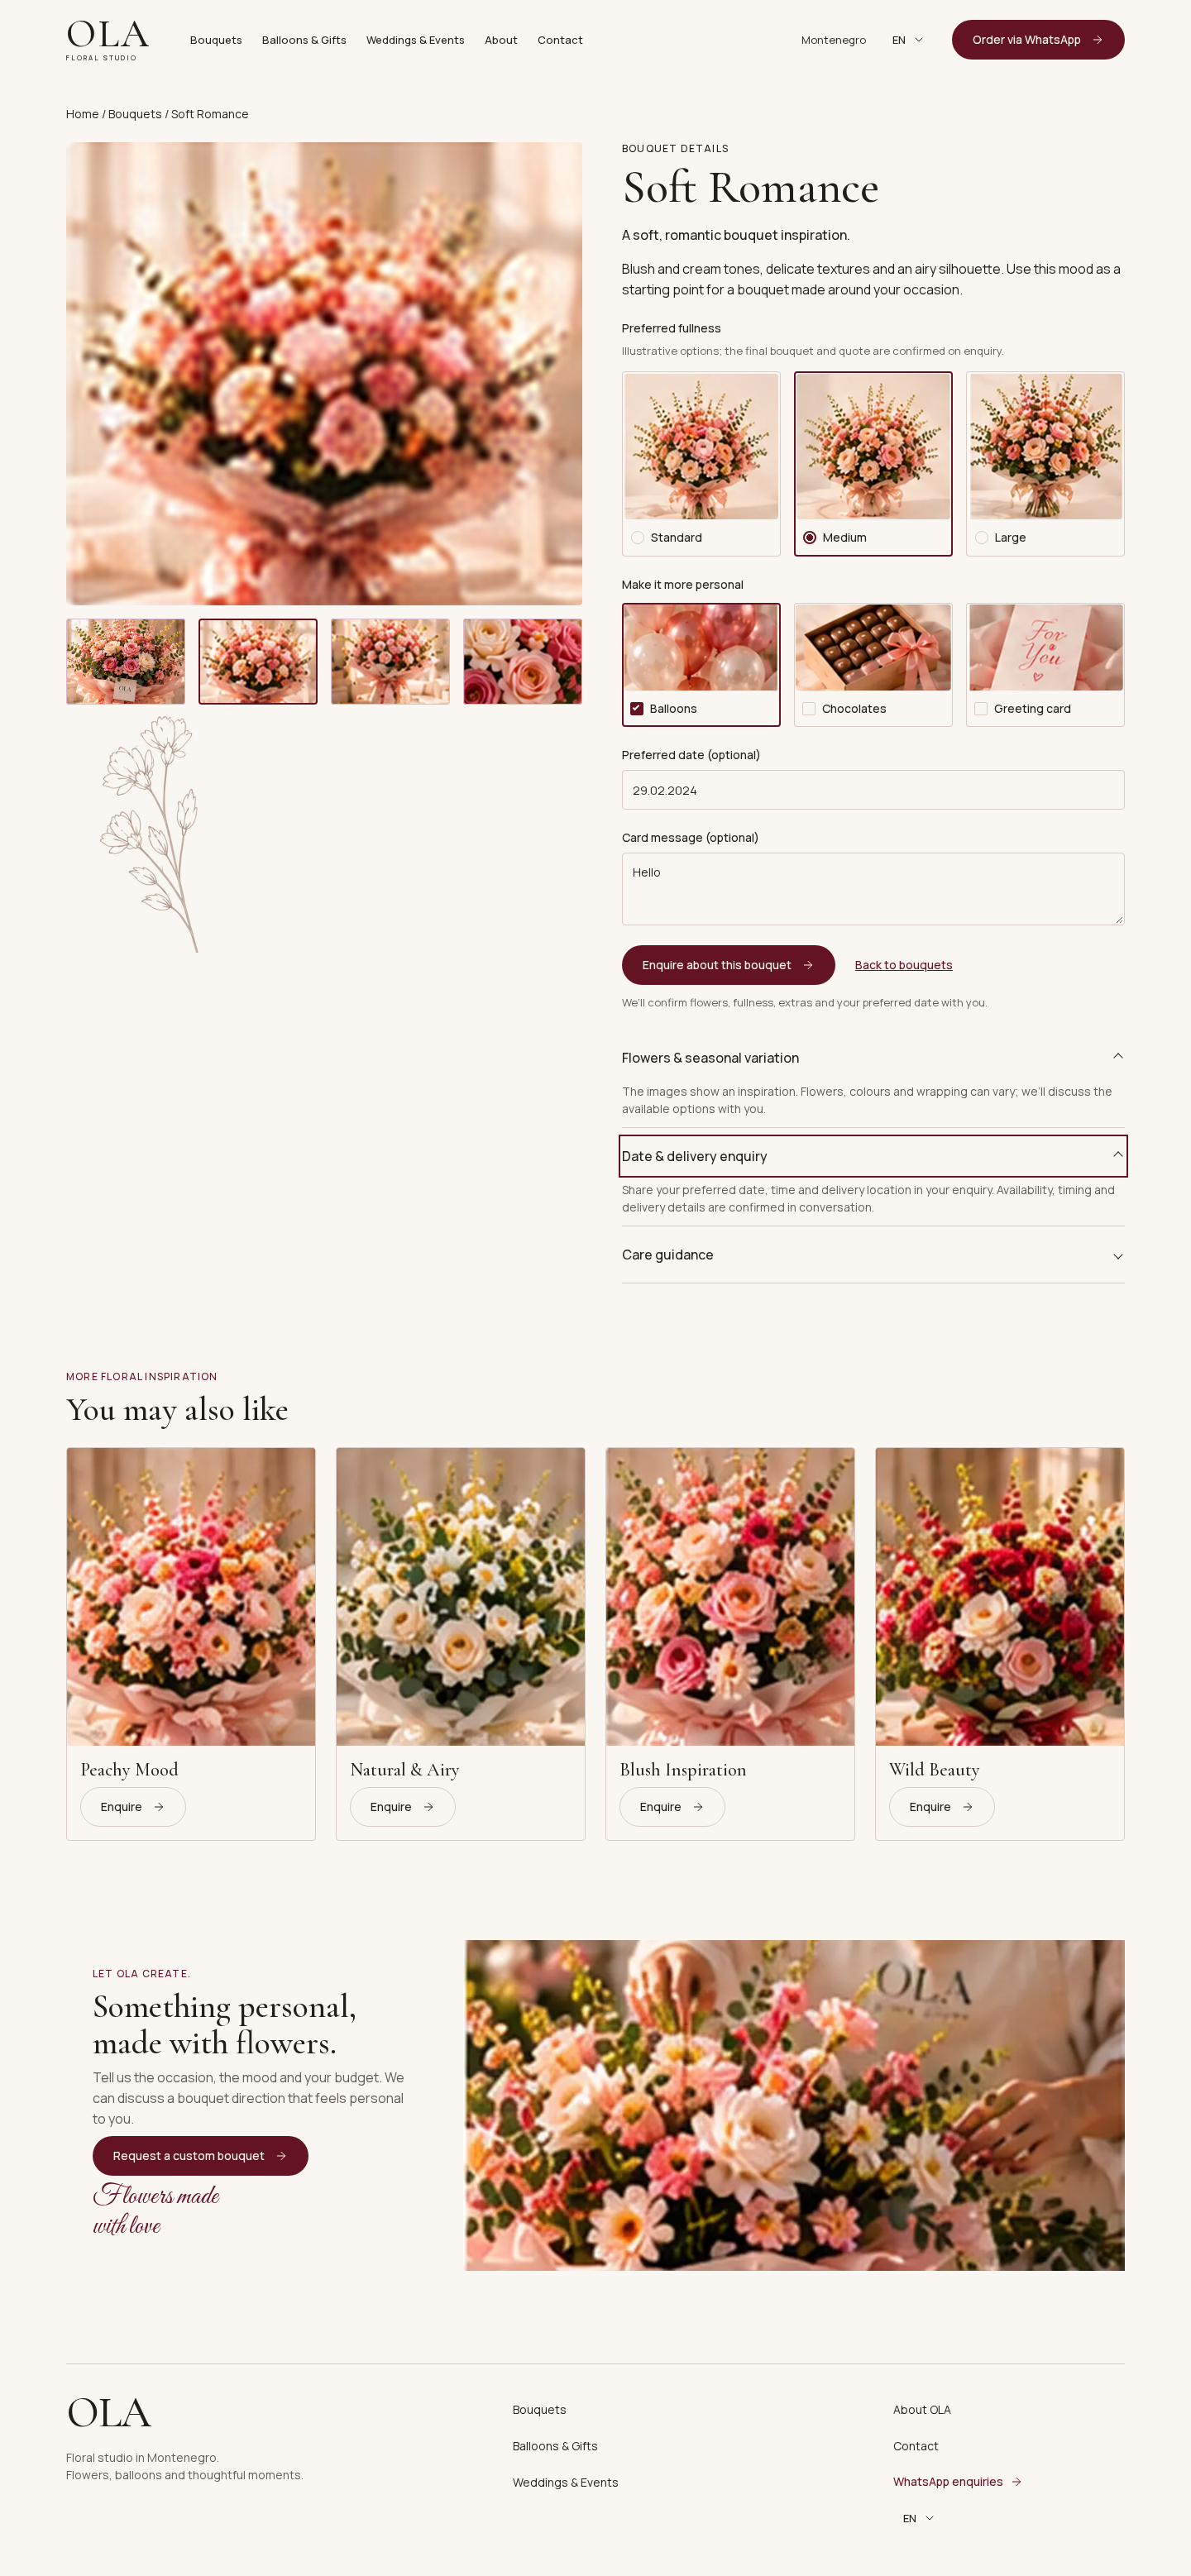 OLA
FLORAL STUDIO
Bouquets
Balloons & Gifts
Weddings & Events
About
Contact
Montenegro
EN
Order via WhatsApp
Home / Bouquets / Soft Romance
BOUQUET DETAILS
Soft Romance
A soft, romantic bouquet inspiration.
Blush and cream tones, delicate textures and an airy silhouette. Use this mood as a
starting point for a bouquet made around your occasion.
Preferred fullness
Illustrative options; the final bouquet and quote are confirmed on enquiry.
Standard
Medium
Large
Make it more personal
For
You
Balloons
Chocolates
Greeting card
OLA
Preferred date (optional)
29.02.2024
Card message (optional)
Hello
Enquire about this bouquet
Back to bouquets
We'll confirm flowers, fullness, extras and your preferred date with you.
Flowers & seasonal variation
The images show an inspiration. Flowers, colours and wrapping can vary; we'll discuss the
available options with you.
Date & delivery enquiry
Share your preferred date, time and delivery location in your enquiry. Availability, timing and
delivery details are confirmed in conversation.
Care guidance
MORE FLORAL INSPIRATION
You may also like
Peachy Mood
Enquire
Natural & Airy
Enquire
Blush Inspiration
Enquire
Wild Beauty
Enquire
LET OLA CREATE.
Something personal,
made with flowers.
Tell us the occasion, the mood and your budget. We
can discuss a bouquet direction that feels personal
to you.
Request a custom bouquet
Flowers made
with love
OLA
OLA
Floral studio in Montenegro.
Flowers, balloons and thoughtful moments.
Bouquets
Balloons & Gifts
Weddings & Events
About OLA
Contact
WhatsApp enquiries
EN